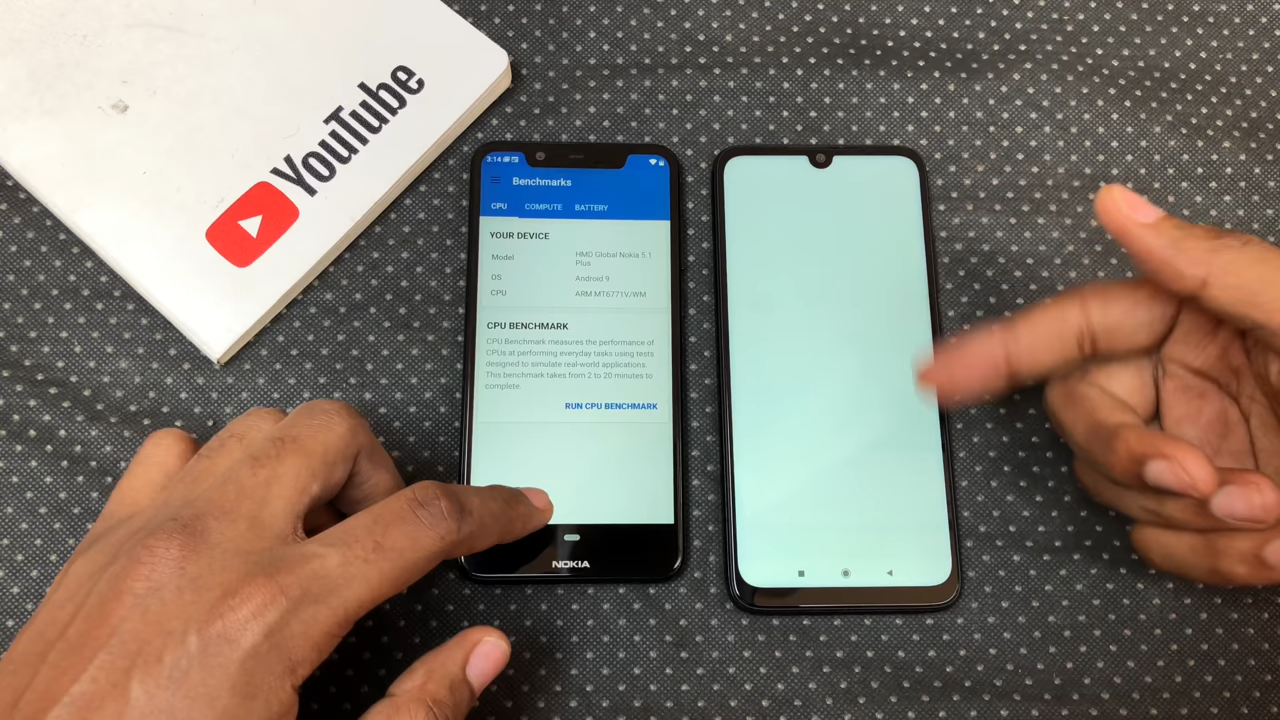 YouTube
3:14
Benchmarks
CPU COMPUTE BATTERY
YOUR DEVICE
Model HMD Global Nokia 5.1 Plus
OS Android 9
CPU ARM MT6771V/WM
CPU BENCHMARK
CPU Benchmark measures the performance of
CPUs at performing everyday tasks using tests
designed to simulate real-world applications.
This benchmark takes from 2 to 20 minutes to
complete.
RUN CPU BENCHMARK
NOKIA